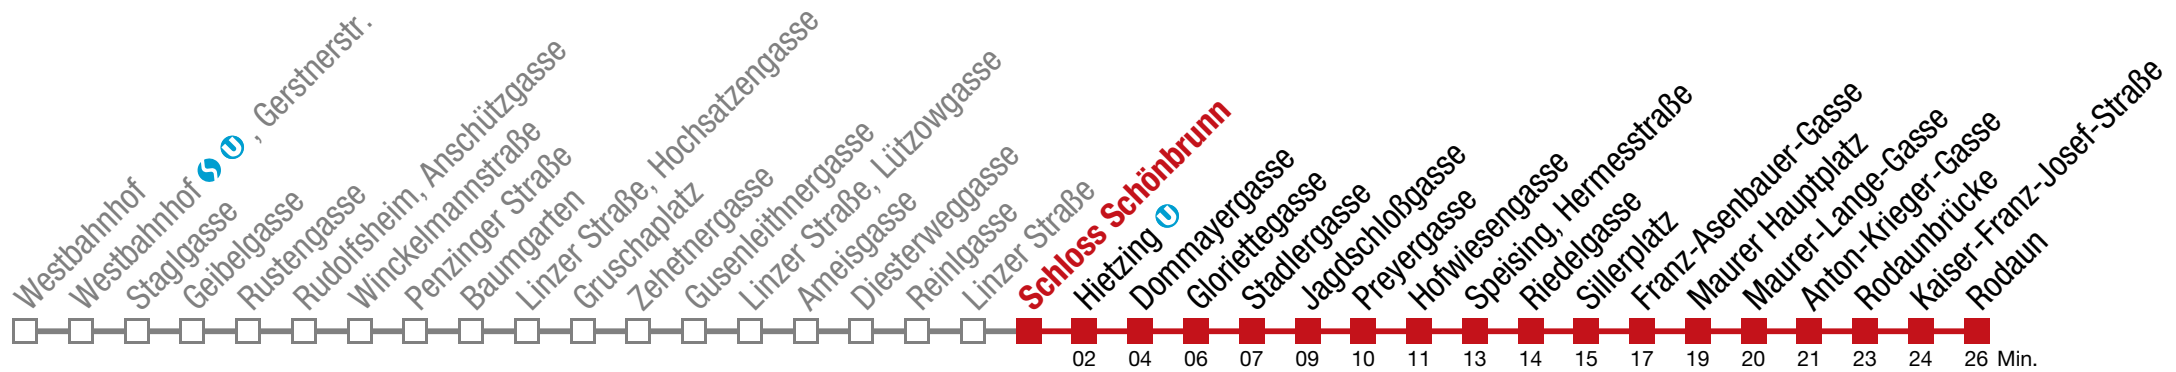 Westbahnhof
Westbahnhof S U, Gerstnerstr.
Staglgasse
Geibelgasse
Rustengasse
Rudolfsheim, Anschützgasse
Winckelmannstraße
Penzinger Straße
Baumgarten
Linzer Straße, Hochsatzengasse
Gruschaplatz
Zehetnergasse
Gusenleithnergasse
Linzer Straße, Lützowgasse
Ameisgasse
Diesterweggasse
Reinlgasse
Linzer Straße
Schloss Schönbrunn
Hietzing U
Dommayergasse
Gloriettegasse
Stadlergasse
Jagdschloßgasse
Preyergasse
Hofwiesengasse
Speising, Hermesstraße
Riedelgasse
Sillerplatz
Franz-Asenbauer-Gasse
Maurer Hauptplatz
Maurer-Lange-Gasse
Anton-Krieger-Gasse
Rodaunbrücke
Kaiser-Franz-Josef-Straße
Rodaun
02 04 06 07 09 10 11 13 14 15 17 19 20 21 23 24 26 Min.